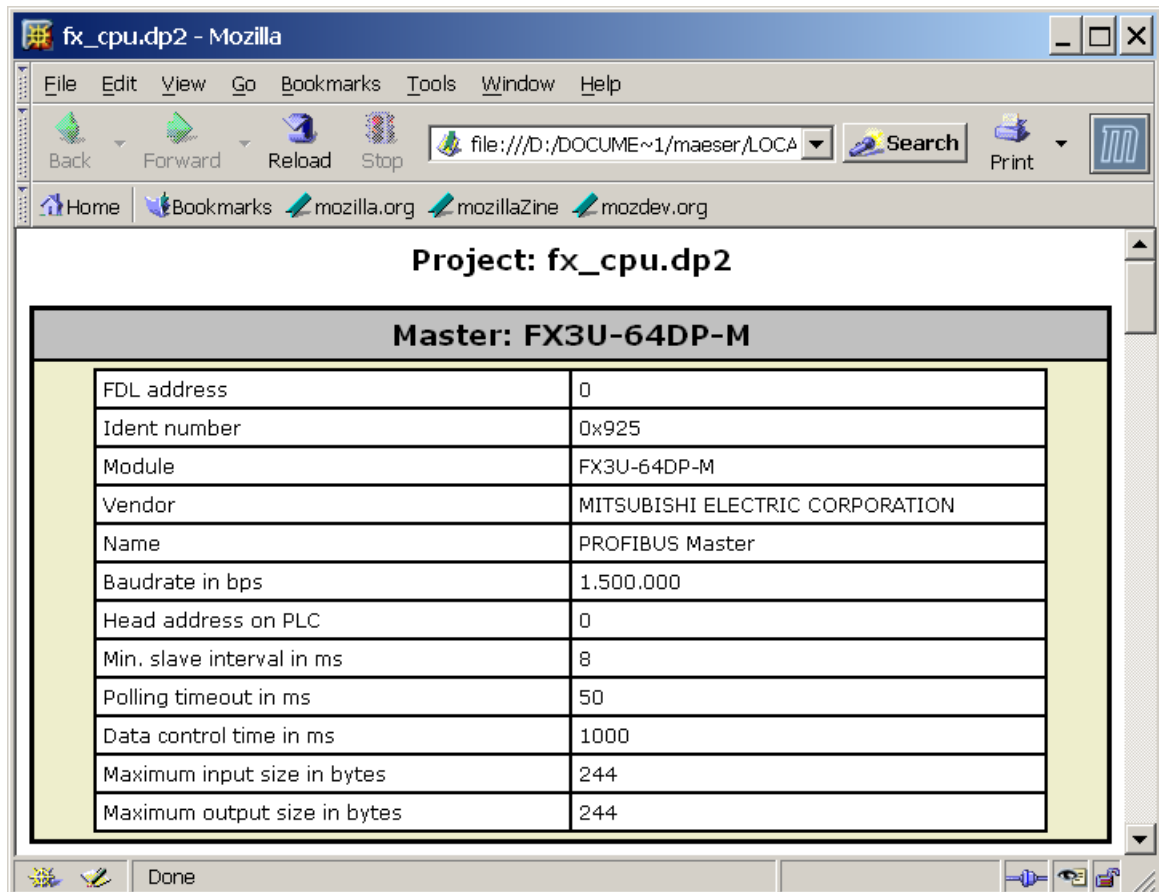 fx_cpu.dp2 - Mozilla
File Edit View Go Bookmarks Tools Window Help
Back Forward Reload Stop file:///D:/DOCUME~1/maeser/LOCA Search Print
Home Bookmarks mozilla.org mozillaZine mozdev.org
Project: fx_cpu.dp2
Master: FX3U-64DP-M
FDL address 0
Ident number 0x925
Module FX3U-64DP-M
Vendor MITSUBISHI ELECTRIC CORPORATION
Name PROFIBUS Master
Baudrate in bps 1.500.000
Head address on PLC 0
Min. slave interval in ms 8
Polling timeout in ms 50
Data control time in ms 1000
Maximum input size in bytes 244
Maximum output size in bytes 244
Done